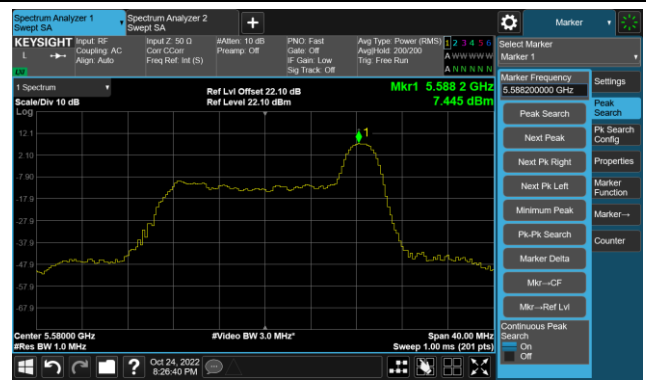 Spectrum Analyzer 1
Swept SA
Spectrum Analyzer 2
Swept SA
+
Marker
KEYSIGHT
L
LW
Input: RF
Coupling: AC
Align: Auto
Input Z: 50 Ω
Corr CCorr
Freq Ref: Int (S)
#Atten: 10 dB
Preamp: Off
PNO: Fast
Gate: Off
IF Gain: Low
Sig Track: Off
Avg Type: Power (RMS)
Avg|Hold: 200/200
Trig: Free Run
1 2 3 4 5 6
A W W W W W
A N N N N N
Select Marker
Marker 1
1 Spectrum
Scale/Div 10 dB
Log
Ref Lvl Offset 22.10 dB
Ref Level 22.10 dBm
Mkr1 5.588 2 GHz
7.445 dBm
12.1
2.10
-7.90
-17.9
-27.9
-37.9
-47.9
-57.9
-67.9
1
Center 5.58000 GHz
#Res BW 1.0 MHz
#Video BW 3.0 MHz*
Span 40.00 MHz
Sweep 1.00 ms (201 pts)
Marker Frequency
5.588200000 GHz
Peak Search
Next Peak
Next Pk Right
Next Pk Left
Minimum Peak
Pk-Pk Search
Marker Delta
Mkr→CF
Mkr→Ref Lvl
Continuous Peak
Search
On
Off
Settings
Peak
Search
Pk Search
Config
Properties
Marker
Function
Marker→
Counter
?
Oct 24, 2022
8:26:40 PM